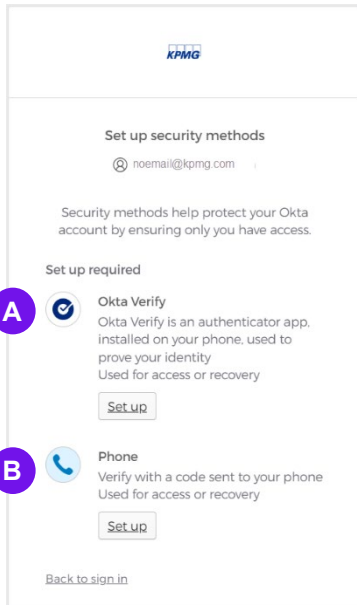 KPMG
Set up security methods
noemail@kpmg.com
Security methods help protect your Okta
account by ensuring only you have access.
Set up required
A
Okta Verify
Okta Verify is an authenticator app,
installed on your phone, used to
prove your identity
Used for access or recovery
Set up
B
Phone
Verify with a code sent to your phone
Used for access or recovery
Set up
Back to sign in